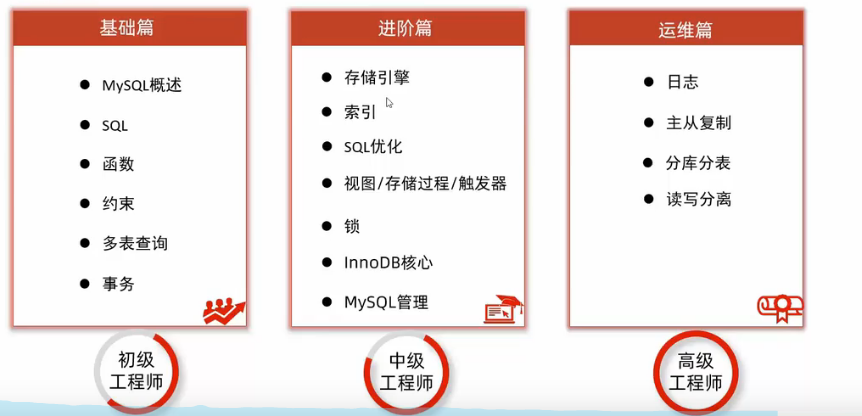 基础篇
MySQL概述
SQL
函数
约束
多表查询
事务
初级
工程师
进阶篇
存储引擎
索引
SQL优化
视图/存储过程/触发器
锁
InnoDB核心
MySQL管理
中级
工程师
运维篇
日志
主从复制
分库分表
读写分离
高级
工程师